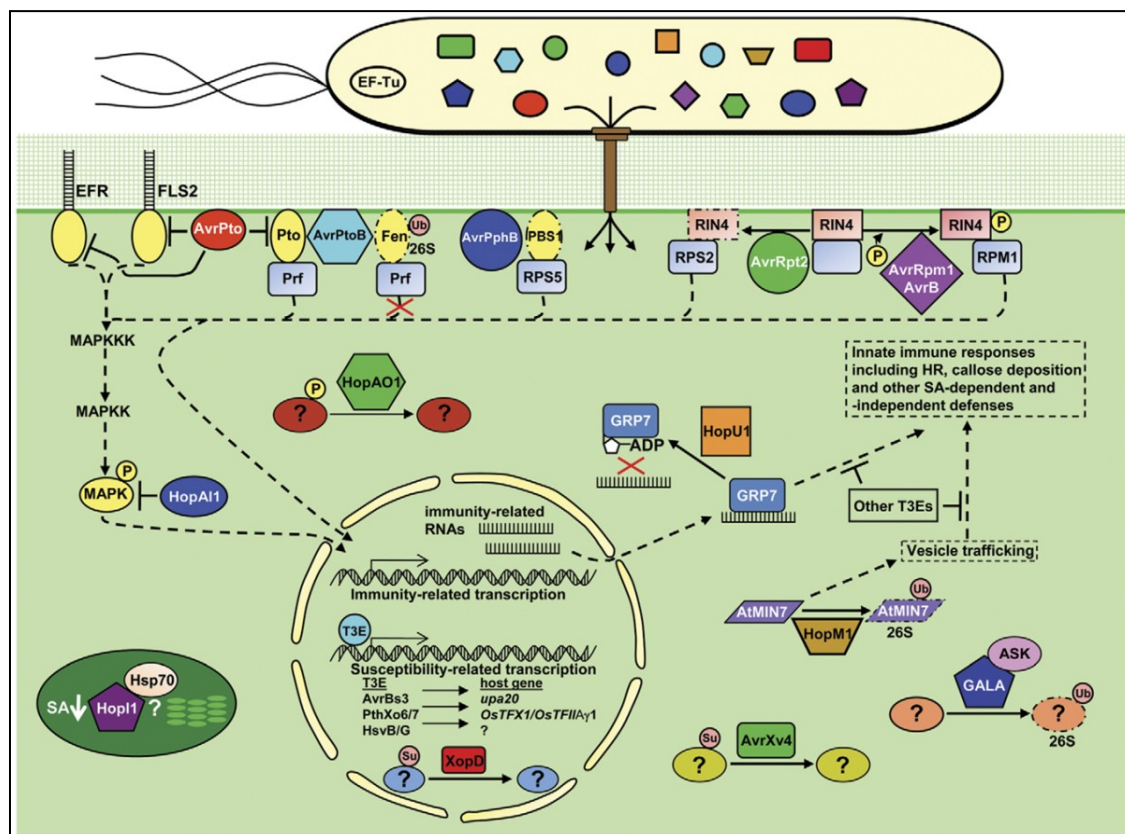 EF-Tu
EFR
FLS2
AvrPto
Pto
AvrPtoB
Fen
Ub
26S
Prf
Prf
AvrPphB
PBS1
RPS5
RIN4
RPS2
AvrRpt2
RIN4
P
AvrRpm1
AvrB
RIN4
P
RPM1
MAPKKK
MAPKK
P
MAPK
HopAI1
P
?
HopAO1
?
Innate immune responses
including HR, callose deposition
and other SA-dependent and
-independent defenses
GRP7
ADP
HopU1
GRP7
Other T3Es
Vesicle trafficking
immunity-related
RNAs
Immunity-related transcription
T3E
Susceptibility-related transcription
T3E host gene
AvrBs3 upa20
PthXo6/7 OsTFX1/OsTFIIAγ1
HsvB/G ?
Su
?
XopD
?
AtMIN7
HopM1
Ub
AtMIN7
26S
ASK
GALA
?
Ub
?
26S
Su
?
AvrXv4
?
SA
HopI1
Hsp70
?